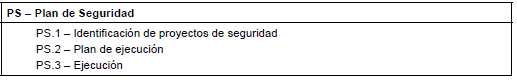 PS – Plan de Seguridad
PS.1 – Identificación de proyectos de seguridad
PS.2 – Plan de ejecución
PS.3 – Ejecución